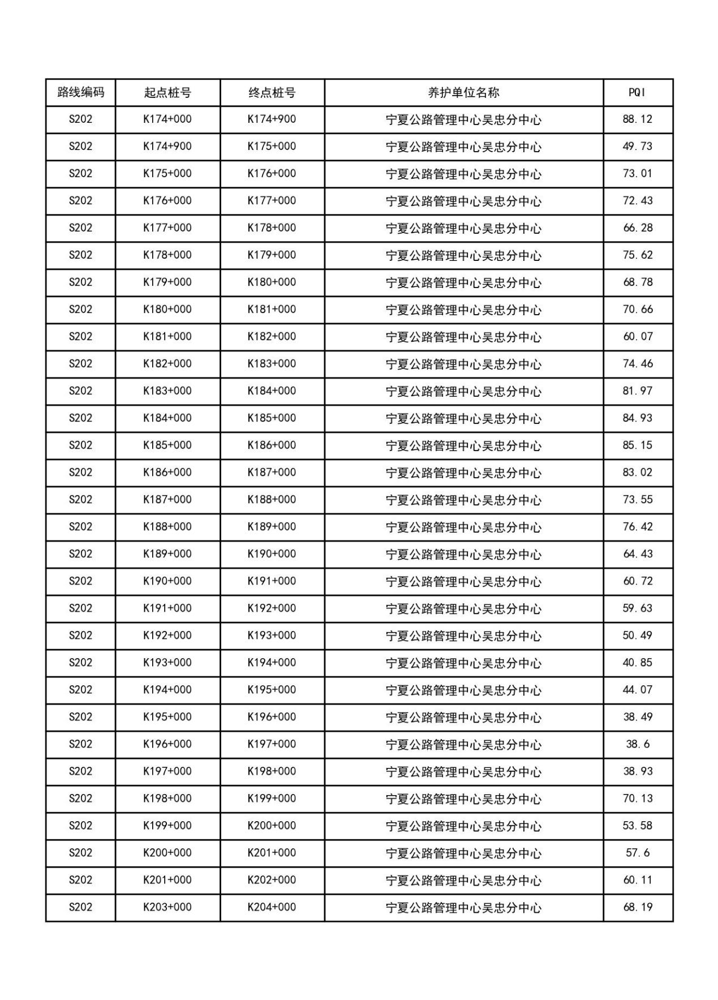 路线编码 起点桩号 终点桩号 养护单位名称 PQI
S202 K174+000 K174+900 宁夏公路管理中心吴忠分中心 88.12
S202 K174+900 K175+000 宁夏公路管理中心吴忠分中心 49.73
S202 K175+000 K176+000 宁夏公路管理中心吴忠分中心 73.01
S202 K176+000 K177+000 宁夏公路管理中心吴忠分中心 72.43
S202 K177+000 K178+000 宁夏公路管理中心吴忠分中心 66.28
S202 K178+000 K179+000 宁夏公路管理中心吴忠分中心 75.62
S202 K179+000 K180+000 宁夏公路管理中心吴忠分中心 68.78
S202 K180+000 K181+000 宁夏公路管理中心吴忠分中心 70.66
S202 K181+000 K182+000 宁夏公路管理中心吴忠分中心 60.07
S202 K182+000 K183+000 宁夏公路管理中心吴忠分中心 74.46
S202 K183+000 K184+000 宁夏公路管理中心吴忠分中心 81.97
S202 K184+000 K185+000 宁夏公路管理中心吴忠分中心 84.93
S202 K185+000 K186+000 宁夏公路管理中心吴忠分中心 85.15
S202 K186+000 K187+000 宁夏公路管理中心吴忠分中心 83.02
S202 K187+000 K188+000 宁夏公路管理中心吴忠分中心 73.55
S202 K188+000 K189+000 宁夏公路管理中心吴忠分中心 76.42
S202 K189+000 K190+000 宁夏公路管理中心吴忠分中心 64.43
S202 K190+000 K191+000 宁夏公路管理中心吴忠分中心 60.72
S202 K191+000 K192+000 宁夏公路管理中心吴忠分中心 59.63
S202 K192+000 K193+000 宁夏公路管理中心吴忠分中心 50.49
S202 K193+000 K194+000 宁夏公路管理中心吴忠分中心 40.85
S202 K194+000 K195+000 宁夏公路管理中心吴忠分中心 44.07
S202 K195+000 K196+000 宁夏公路管理中心吴忠分中心 38.49
S202 K196+000 K197+000 宁夏公路管理中心吴忠分中心 38.6
S202 K197+000 K198+000 宁夏公路管理中心吴忠分中心 38.93
S202 K198+000 K199+000 宁夏公路管理中心吴忠分中心 70.13
S202 K199+000 K200+000 宁夏公路管理中心吴忠分中心 53.58
S202 K200+000 K201+000 宁夏公路管理中心吴忠分中心 57.6
S202 K201+000 K202+000 宁夏公路管理中心吴忠分中心 60.11
S202 K203+000 K204+000 宁夏公路管理中心吴忠分中心 68.19